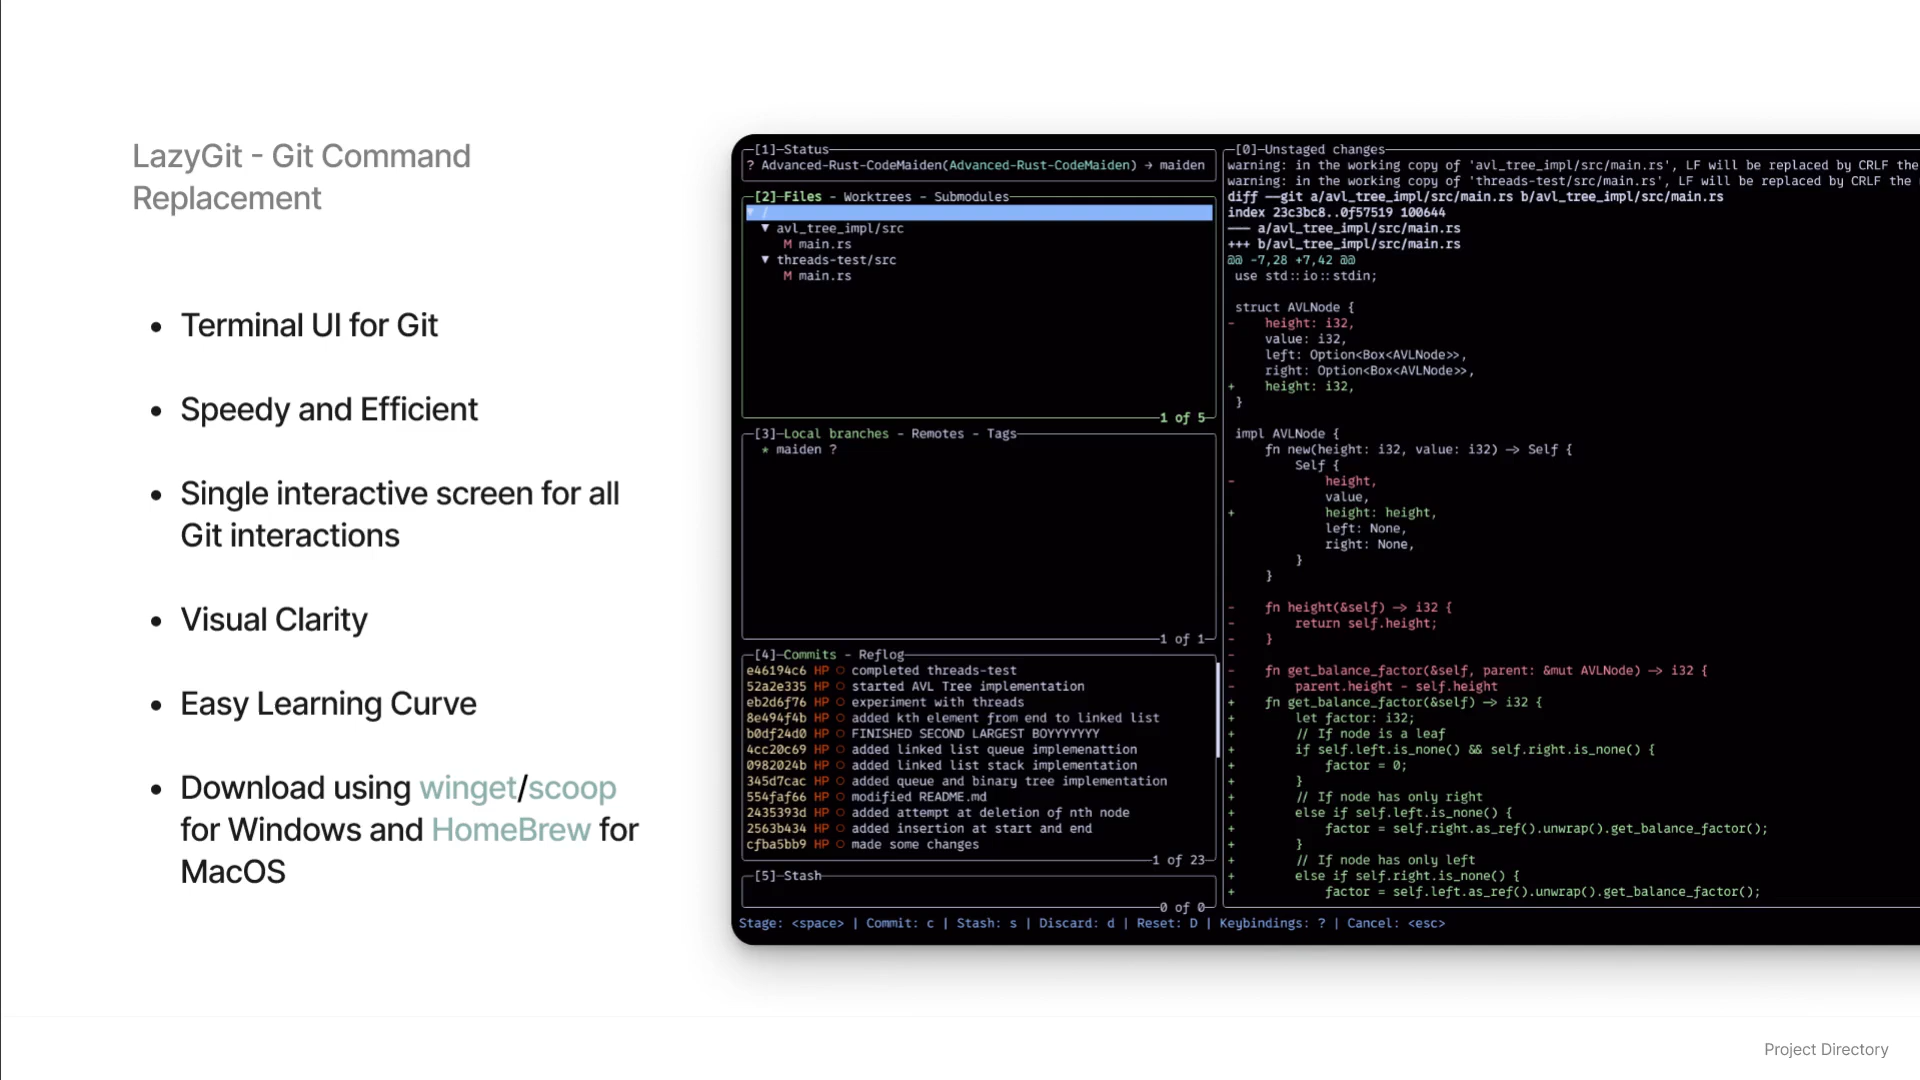 LazyGit - Git Command
Replacement
• Terminal UI for Git
• Speedy and Efficient
• Single interactive screen for all
Git interactions
• Visual Clarity
• Easy Learning Curve
• Download using winget/scoop
for Windows and HomeBrew for
MacOS
[1]—Status
? Advanced-Rust-CodeMaiden(Advanced-Rust-CodeMaiden) → maiden
[2]—Files - Worktrees - Submodules
▼ /
▼ avl_tree_impl/src
M main.rs
▼ threads-test/src
M main.rs
1 of 5
[3]—Local branches - Remotes - Tags
* maiden ?
1 of 1
[4]—Commits - Reflog
e46194c6 HP ○ completed threads-test
52a2e335 HP ○ started AVL Tree implementation
eb2d6f76 HP ○ experiment with threads
8e494f4b HP ○ added kth element from end to linked list
b0df24d0 HP ○ FINISHED SECOND LARGEST BOYYYYYYY
4cc20c69 HP ○ added linked list queue implemenattion
0982024b HP ○ added linked list stack implementation
345d7cac HP ○ added queue and binary tree implementation
554faf66 HP ○ modified README.md
2435393d HP ○ added attempt at deletion of nth node
2563b434 HP ○ added insertion at start and end
cfba5bb9 HP ○ made some changes
1 of 23
[5]—Stash
0 of 0
[0]—Unstaged changes
warning: in the working copy of 'avl_tree_impl/src/main.rs', LF will be replaced by CRLF the
warning: in the working copy of 'threads-test/src/main.rs', LF will be replaced by CRLF the
diff --git a/avl_tree_impl/src/main.rs b/avl_tree_impl/src/main.rs
index 23c3bc8..0f57519 100644
--- a/avl_tree_impl/src/main.rs
+++ b/avl_tree_impl/src/main.rs
@@ -7,28 +7,42 @@
use std::io::stdin;
struct AVLNode {
-    height: i32,
value: i32,
left: Option<Box<AVLNode>>,
right: Option<Box<AVLNode>>,
+    height: i32,
}
impl AVLNode {
fn new(height: i32, value: i32) -> Self {
Self {
-    height,
value,
+    height: height,
left: None,
right: None,
}
}
-    fn height(&self) -> i32 {
-    return self.height;
-    }
-
-    fn get_balance_factor(&self, parent: &mut AVLNode) -> i32 {
-    parent.height - self.height
+    fn get_balance_factor(&self) -> i32 {
+    let factor: i32;
+    // If node is a leaf
+    if self.left.is_none() && self.right.is_none() {
+    factor = 0;
+    }
+    // If node has only right
+    else if self.left.is_none() {
+    factor = self.right.as_ref().unwrap().get_balance_factor();
+    }
+    // If node has only left
+    else if self.right.is_none() {
+    factor = self.left.as_ref().unwrap().get_balance_factor();
Stage: <space> | Commit: c | Stash: s | Discard: d | Reset: D | Keybindings: ? | Cancel: <esc>
Project Directory